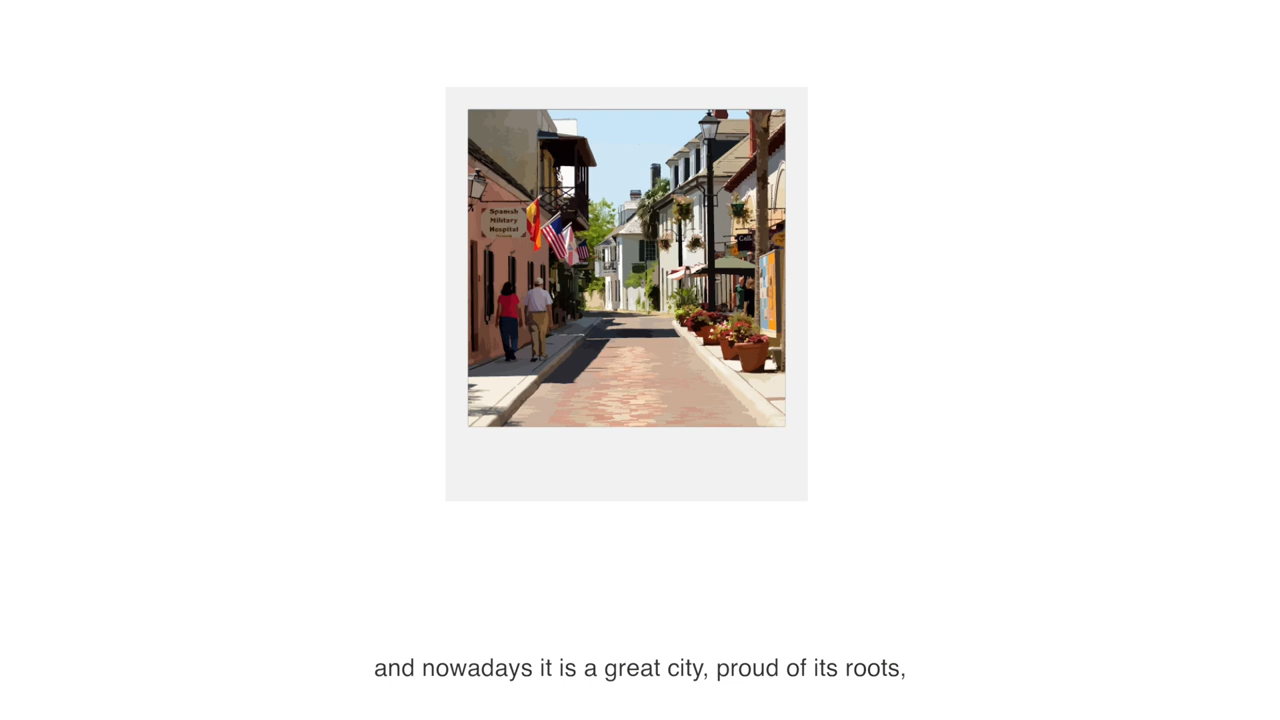 Spanish
Military
Hospital
and nowadays it is a great city, proud of its roots,